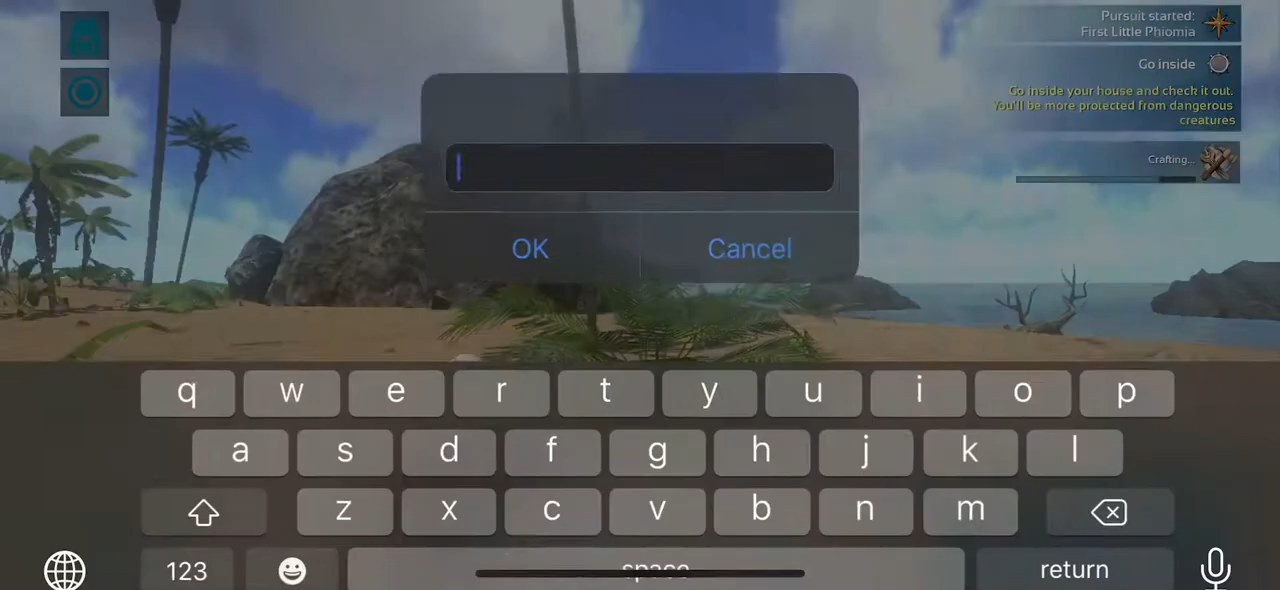 Pursuit started:
First Little Phiomia
Go inside
Go inside your house and check it out.
You'll be more protected from dangerous
creatures
Crafting...
OK
Cancel
q w e r t y u i o p
a s d f g h j k l
z x c v b n m
123
space
return